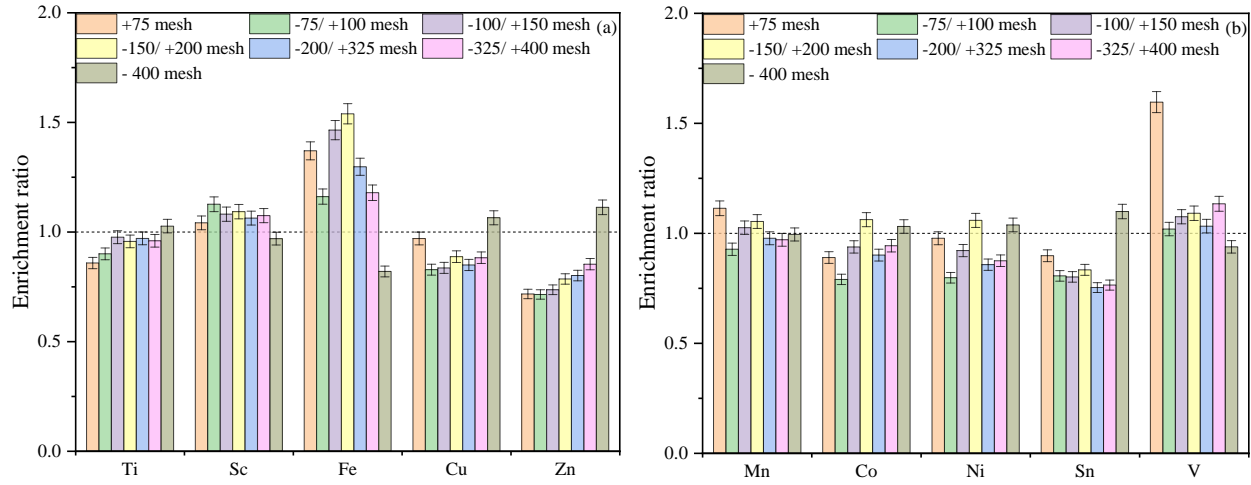 2.0
+75 mesh -75/ +100 mesh -100/ +150 mesh (a)
-150/ +200 mesh -200/ +325 mesh -325/ +400 mesh
- 400 mesh
1.5
1.0
0.5
0.0
Enrichment ratio
Ti Sc Fe Cu Zn
2.0
+75 mesh -75/ +100 mesh -100/ +150 mesh (b)
-150/ +200 mesh -200/ +325 mesh -325/ +400 mesh
- 400 mesh
1.5
1.0
0.5
0.0
Enrichment ratio
Mn Co Ni Sn V